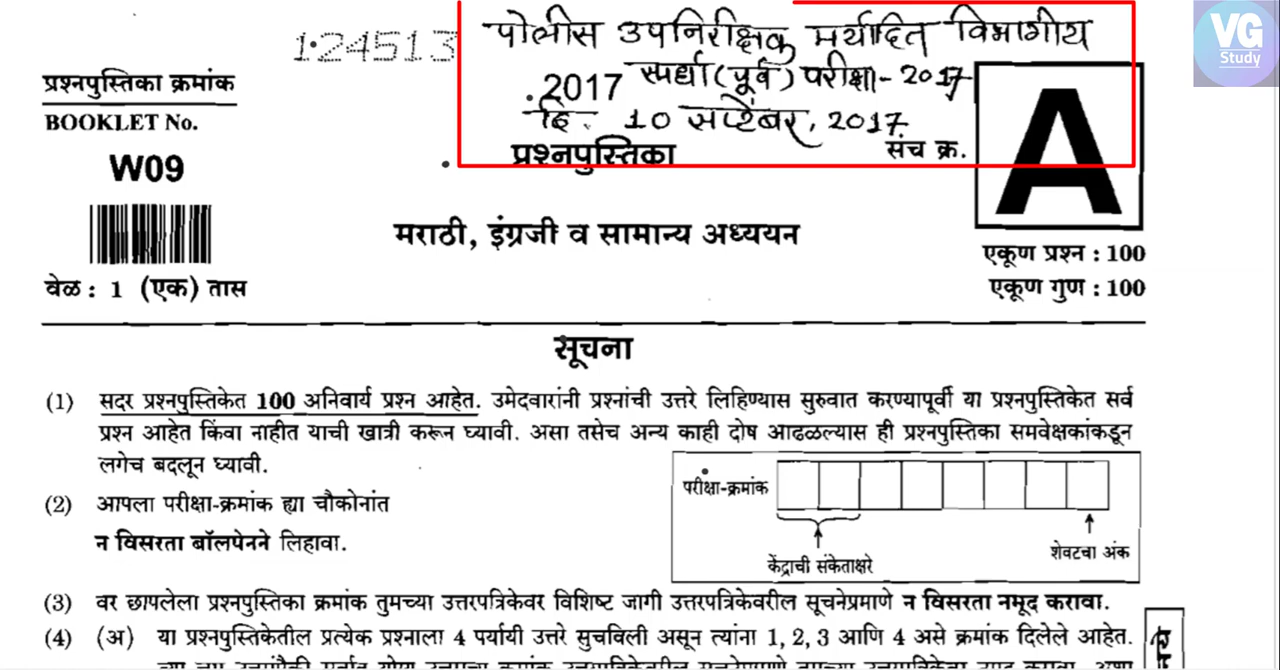 124513
पोलीस उपनिरीक्षक मर्यादित विभागीय
स्पर्धा (पूर्व) परीक्षा - 2017
2017
दि. 10 सप्टेंबर, 2017
VG
Study
प्रश्नपुस्तिका क्रमांक
BOOKLET No.
W09
प्रश्नपुस्तिका
संच क्र.
A
मराठी, इंग्रजी व सामान्य अध्ययन
वेळ : 1 (एक) तास
एकूण प्रश्न : 100
एकूण गुण : 100
सूचना
(1) सदर प्रश्नपुस्तिकेत 100 अनिवार्य प्रश्न आहेत. उमेदवारांनी प्रश्नांची उत्तरे लिहिण्यास सुरुवात करण्यापूर्वी या प्रश्नपुस्तिकेत सर्व
प्रश्न आहेत किंवा नाहीत याची खात्री करून घ्यावी. असा तसेच अन्य काही दोष आढळल्यास ही प्रश्नपुस्तिका समवेक्षकांकडून
लगेच बदलून घ्यावी.
(2) आपला परीक्षा-क्रमांक ह्या चौकोनांत
न विसरता बॉलपेनने लिहावा.
परीक्षा-क्रमांक
केंद्राची संकेताक्षरे
शेवटचा अंक
(3) वर छापलेला प्रश्नपुस्तिका क्रमांक तुमच्या उत्तरपत्रिकेवर विशिष्ट जागी उत्तरपत्रिकेवरील सूचनेप्रमाणे न विसरता नमूद करावा.
(4) (अ) या प्रश्नपुस्तिकेतील प्रत्येक प्रश्नाला 4 पर्यायी उत्तरे सुचविली असून त्यांना 1, 2, 3 आणि 4 असे क्रमांक दिलेले आहेत.